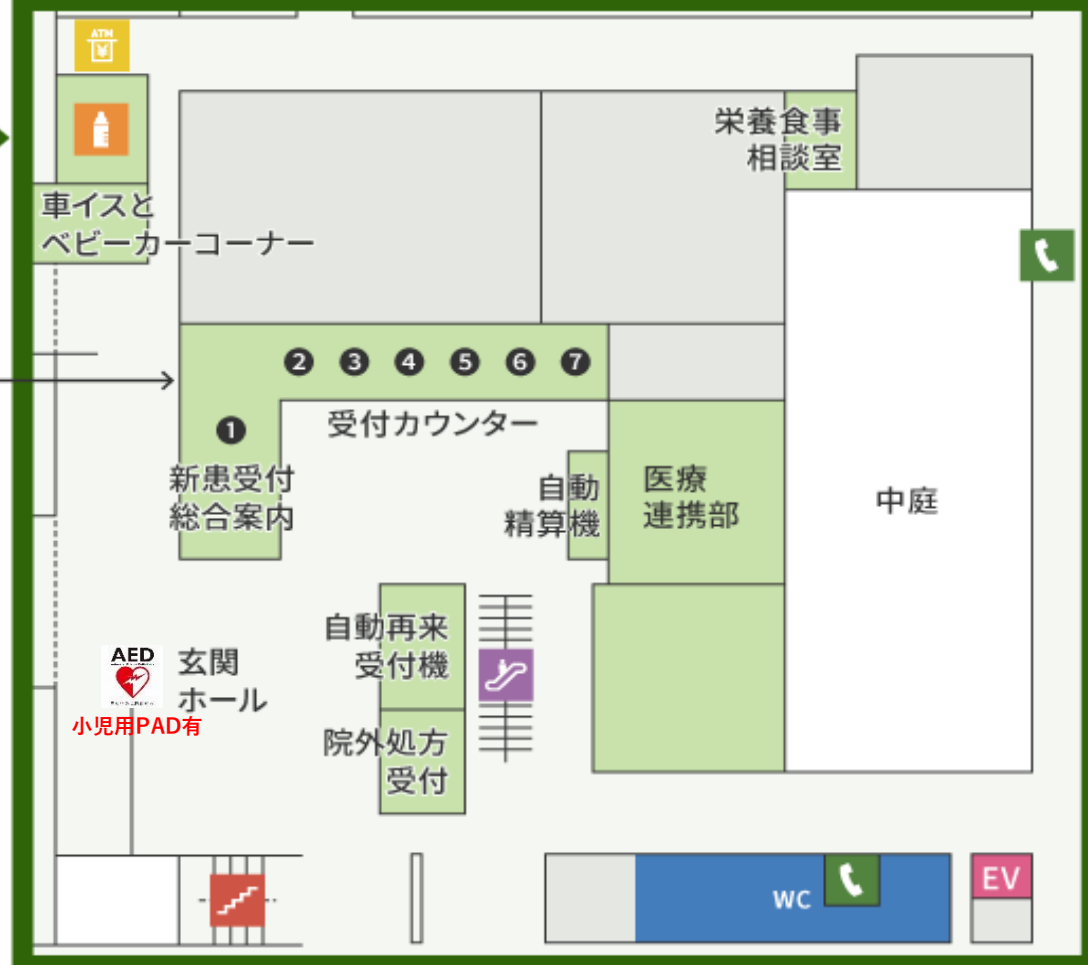 ATM
¥
栄養食事
相談室
車イスと
ベビーカーコーナー
❷ ❸ ❹ ❺ ❻ ❼
❶
受付カウンター
新患受付
総合案内
自動
精算機
医療
連携部
中庭
自動再来
受付機
AED
玄関
ホール
小児用PAD有
院外処方
受付
WC
EV